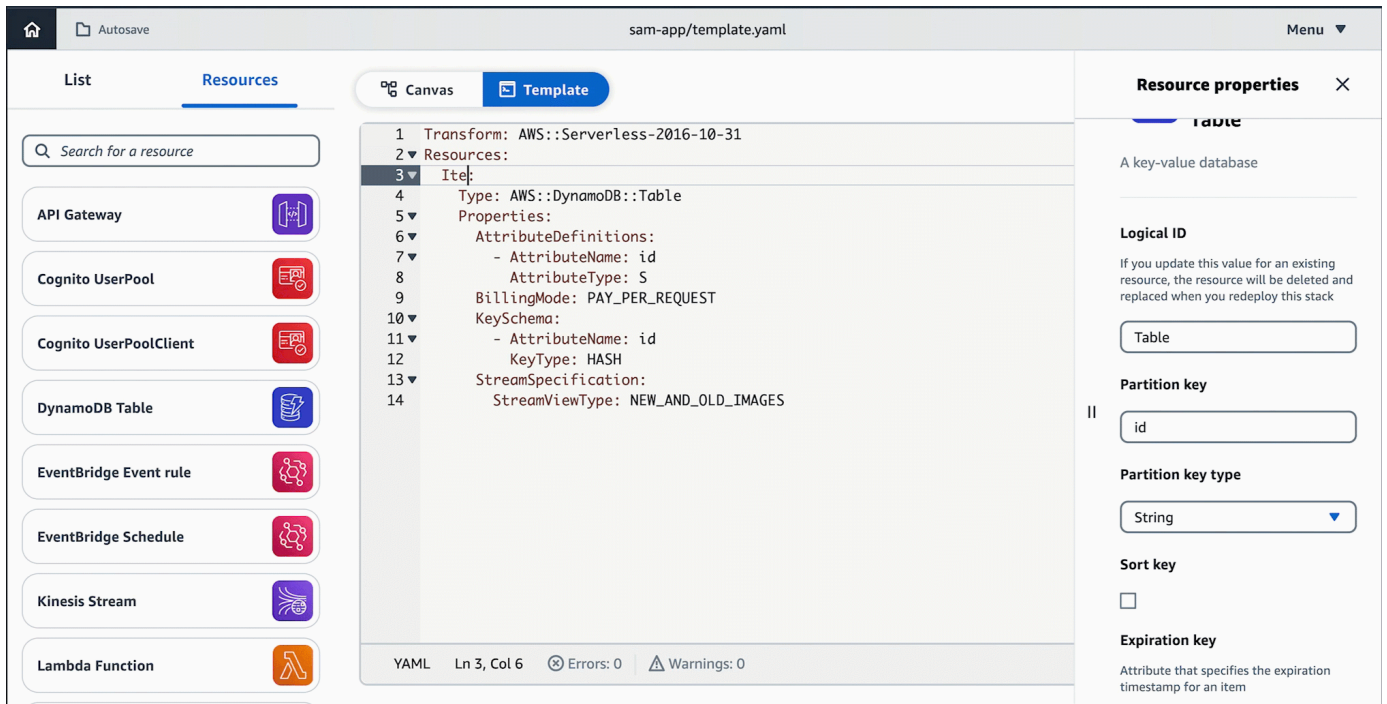 Autosave
sam-app/template.yaml
Menu ▼
List
Resources
Search for a resource
API Gateway
Cognito UserPool
Cognito UserPoolClient
DynamoDB Table
EventBridge Event rule
EventBridge Schedule
Kinesis Stream
Lambda Function
Canvas
Template
1 Transform: AWS::Serverless-2016-10-31
2 Resources:
3 Ite:
4 Type: AWS::DynamoDB::Table
5 Properties:
6 AttributeDefinitions:
7 - AttributeName: id
8 AttributeType: S
9 BillingMode: PAY_PER_REQUEST
10 KeySchema:
11 - AttributeName: id
12 KeyType: HASH
13 StreamSpecification:
14 StreamViewType: NEW_AND_OLD_IMAGES
YAML Ln 3, Col 6 Errors: 0 Warnings: 0
Resource properties
Table
A key-value database
Logical ID
If you update this value for an existing
resource, the resource will be deleted and
replaced when you redeploy this stack
Table
Partition key
id
Partition key type
String
Sort key
Expiration key
Attribute that specifies the expiration
timestamp for an item